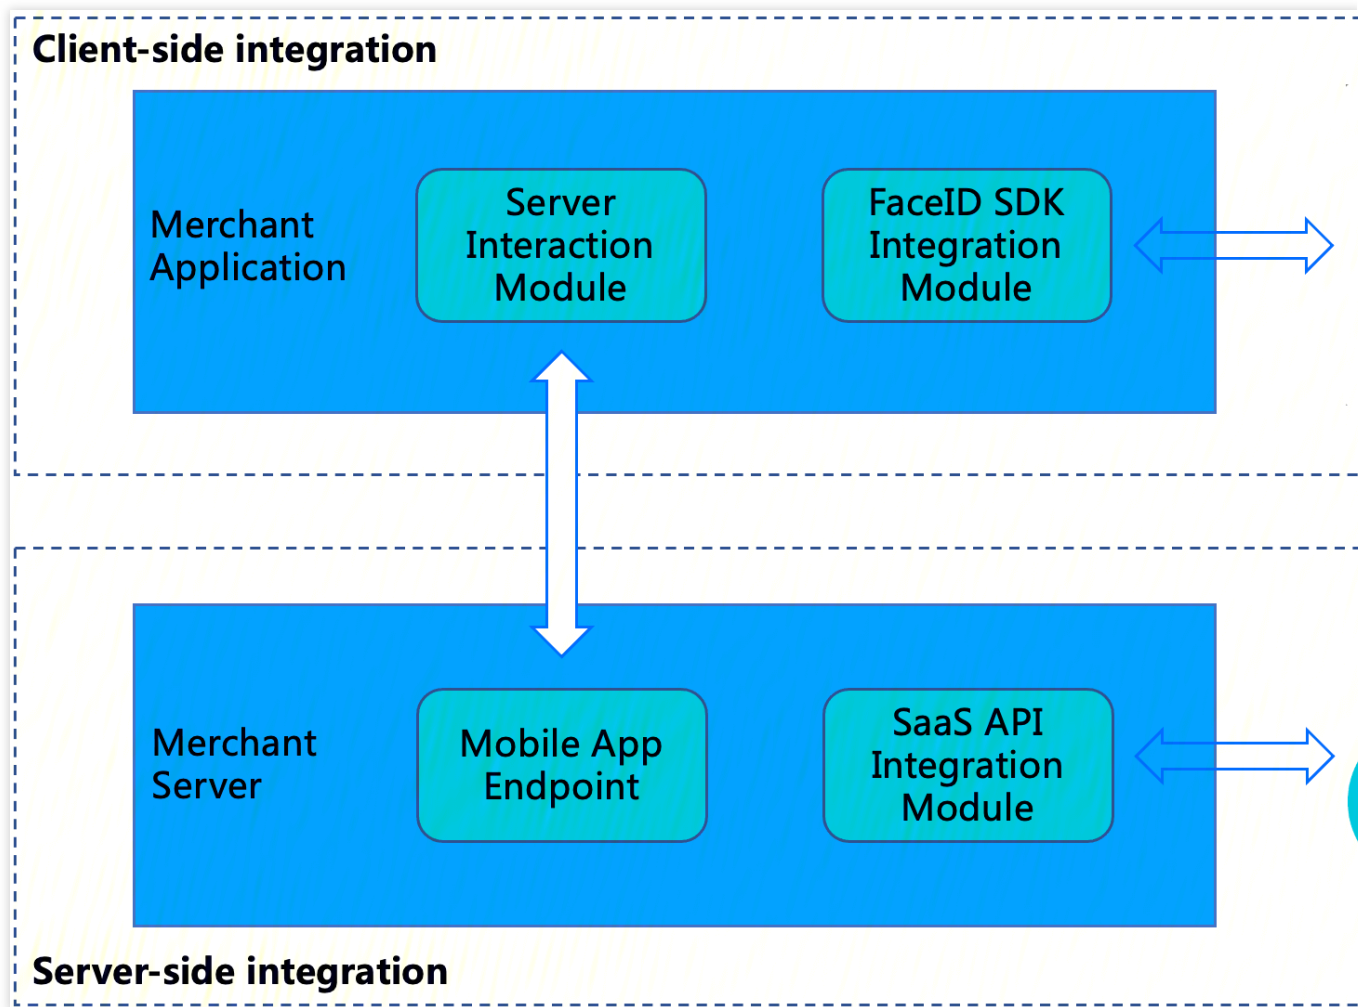 Client-side integration
Merchant
Application
Server
Interaction
Module
FaceID SDK
Integration
Module
Merchant
Server
Mobile App
Endpoint
SaaS API
Integration
Module
Server-side integration